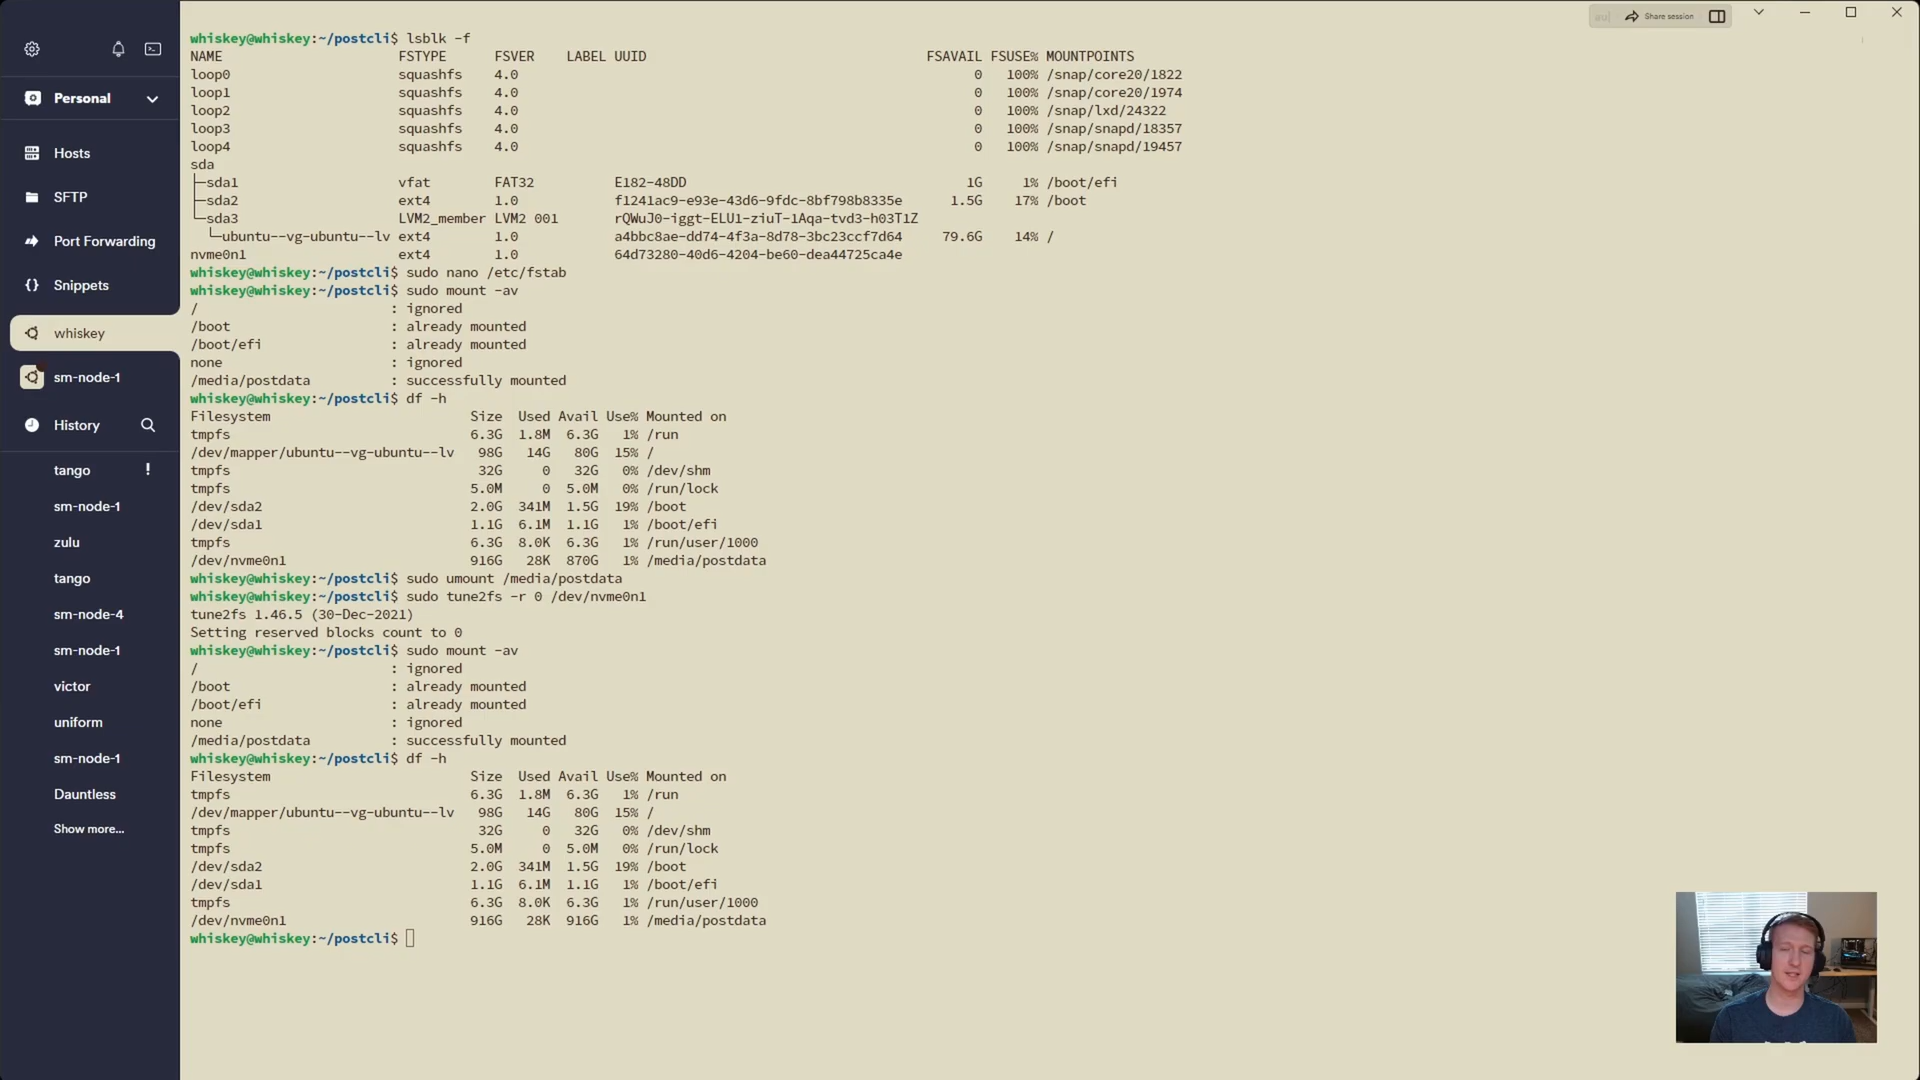 Share session
Personal
Hosts
SFTP
Port Forwarding
Snippets
whiskey
sm-node-1
History
tango !
sm-node-1
zulu
tango
sm-node-4
sm-node-1
victor
uniform
sm-node-1
Dauntless
Show more...
whiskey@whiskey:~/postcli$ lsblk -f
NAME FSTYPE FSVER LABEL UUID FSAVAIL FSUSE% MOUNTPOINTS
loop0 squashfs 4.0 0 100% /snap/core20/1822
loop1 squashfs 4.0 0 100% /snap/core20/1974
loop2 squashfs 4.0 0 100% /snap/lxd/24322
loop3 squashfs 4.0 0 100% /snap/snapd/18357
loop4 squashfs 4.0 0 100% /snap/snapd/19457
sda
├─sda1 vfat FAT32 E182-48DD 1G 1% /boot/efi
├─sda2 ext4 1.0 f1241ac9-e93e-43d6-9fdc-8bf798b8335e 1.5G 17% /boot
└─sda3 LVM2_member LVM2 001 rQWuJ0-iggt-ELU1-ziuT-1Aqa-tvd3-h03T1Z
└─ubuntu--vg-ubuntu--lv ext4 1.0 a4bbc8ae-dd74-4f3a-8d78-3bc23ccf7d64 79.6G 14% /
nvme0n1 ext4 1.0 64d73280-40d6-4204-be60-dea44725ca4e
whiskey@whiskey:~/postcli$ sudo nano /etc/fstab
whiskey@whiskey:~/postcli$ sudo mount -av
/ : ignored
/boot : already mounted
/boot/efi : already mounted
none : ignored
/media/postdata : successfully mounted
whiskey@whiskey:~/postcli$ df -h
Filesystem Size Used Avail Use% Mounted on
tmpfs 6.3G 1.8M 6.3G 1% /run
/dev/mapper/ubuntu--vg-ubuntu--lv 98G 14G 80G 15% /
tmpfs 32G 0 32G 0% /dev/shm
tmpfs 5.0M 0 5.0M 0% /run/lock
/dev/sda2 2.0G 341M 1.5G 19% /boot
/dev/sda1 1.1G 6.1M 1.1G 1% /boot/efi
tmpfs 6.3G 8.0K 6.3G 1% /run/user/1000
/dev/nvme0n1 916G 28K 870G 1% /media/postdata
whiskey@whiskey:~/postcli$ sudo umount /media/postdata
whiskey@whiskey:~/postcli$ sudo tune2fs -r 0 /dev/nvme0n1
tune2fs 1.46.5 (30-Dec-2021)
Setting reserved blocks count to 0
whiskey@whiskey:~/postcli$ sudo mount -av
/ : ignored
/boot : already mounted
/boot/efi : already mounted
none : ignored
/media/postdata : successfully mounted
whiskey@whiskey:~/postcli$ df -h
Filesystem Size Used Avail Use% Mounted on
tmpfs 6.3G 1.8M 6.3G 1% /run
/dev/mapper/ubuntu--vg-ubuntu--lv 98G 14G 80G 15% /
tmpfs 32G 0 32G 0% /dev/shm
tmpfs 5.0M 0 5.0M 0% /run/lock
/dev/sda2 2.0G 341M 1.5G 19% /boot
/dev/sda1 1.1G 6.1M 1.1G 1% /boot/efi
tmpfs 6.3G 8.0K 6.3G 1% /run/user/1000
/dev/nvme0n1 916G 28K 916G 1% /media/postdata
whiskey@whiskey:~/postcli$